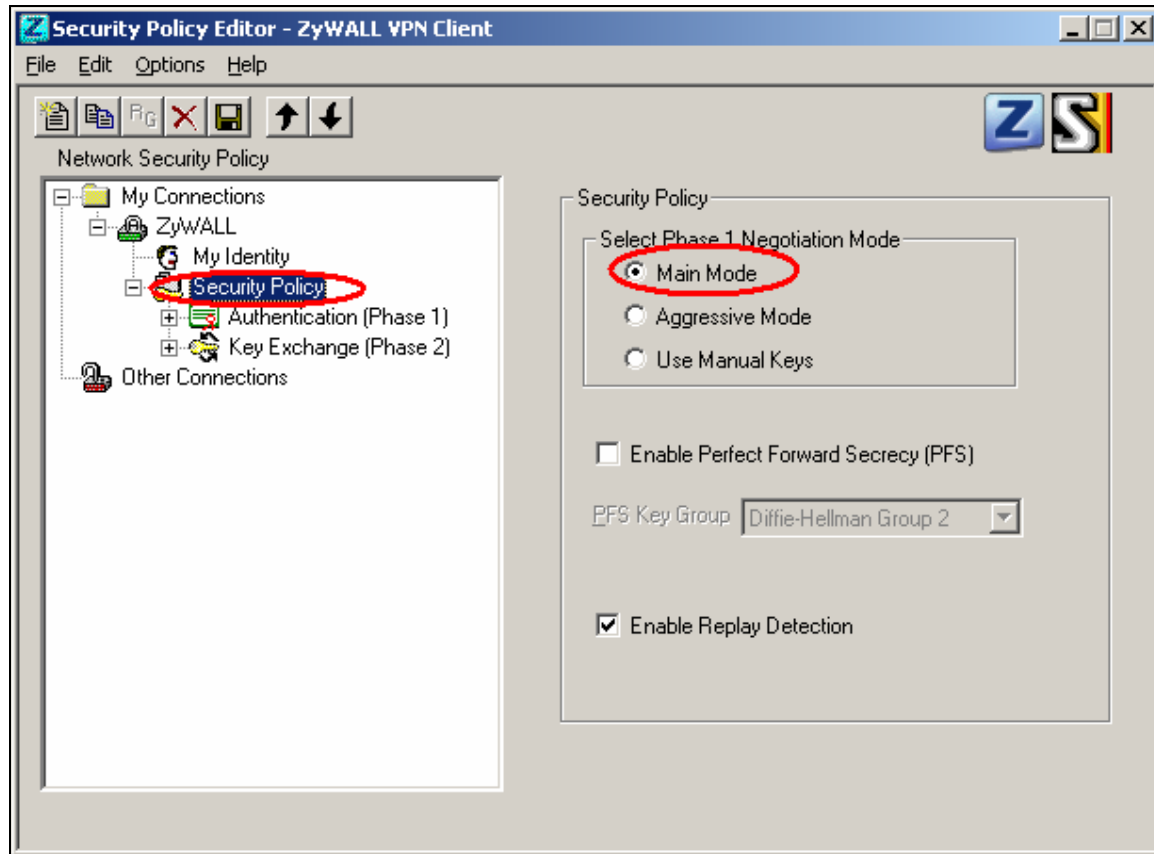 Security Policy Editor - ZyWALL VPN Client
File Edit Options Help
RG
Z S
Network Security Policy
My Connections
ZyWALL
My Identity
Security Policy
Authentication (Phase 1)
Key Exchange (Phase 2)
Other Connections
Security Policy
Select Phase 1 Negotiation Mode
Main Mode
Aggressive Mode
Use Manual Keys
Enable Perfect Forward Secrecy (PFS)
PFS Key Group Diffie-Hellman Group 2
Enable Replay Detection